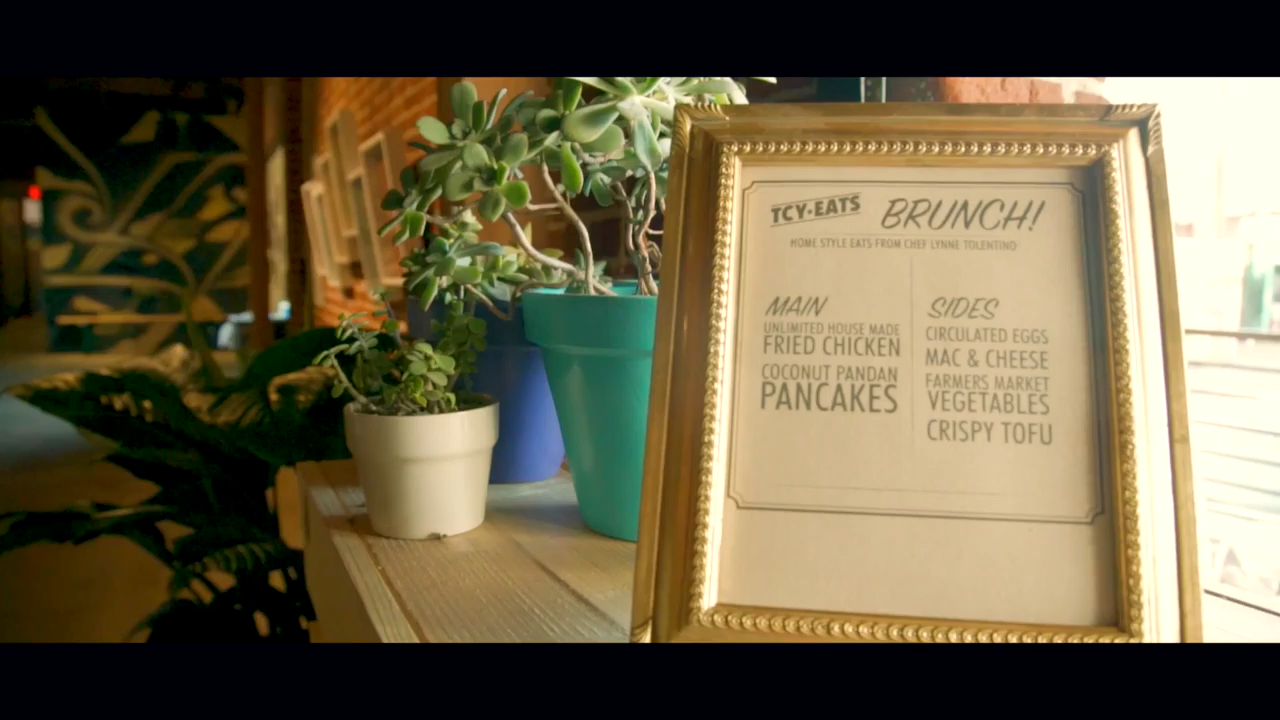 TCY·EATS BRUNCH!
HOME STYLE EATS FROM CHEF LYNNE TOLENTINO
MAIN
UNLIMITED HOUSE MADE
FRIED CHICKEN
COCONUT PANDAN
PANCAKES
SIDES
CIRCULATED EGGS
MAC & CHEESE
FARMERS MARKET
VEGETABLES
CRISPY TOFU